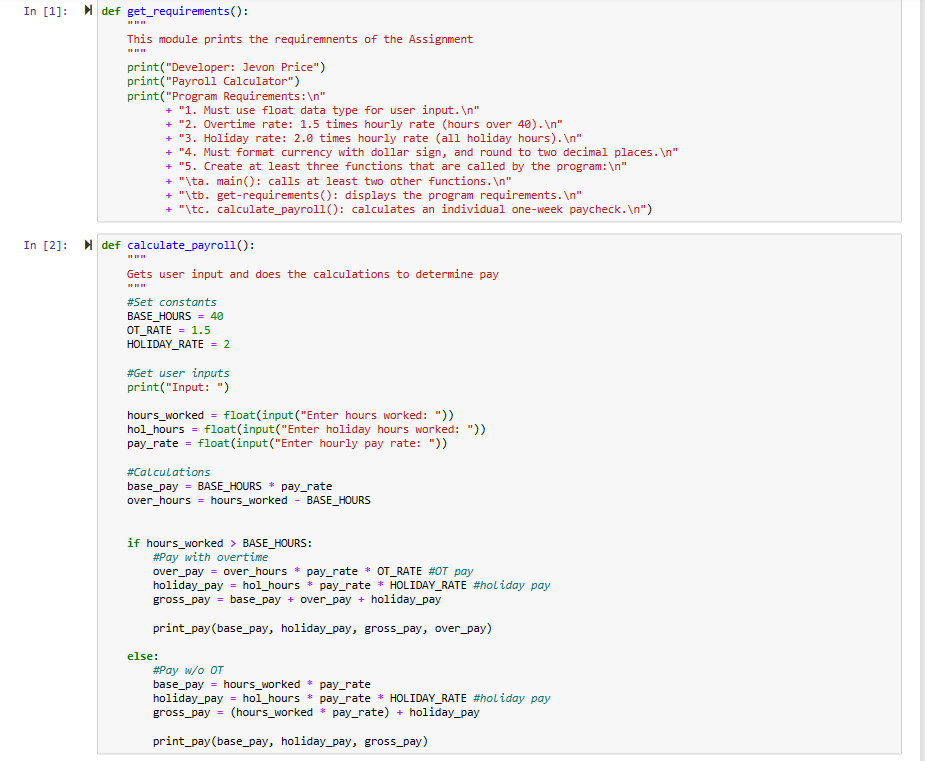 In [1]: def get_requirements():
"""
This module prints the requiremnents of the Assignment
"""
print("Developer: Jevon Price")
print("Payroll Calculator")
print("Program Requirements:\n"
+ "1. Must use float data type for user input.\n"
+ "2. Overtime rate: 1.5 times hourly rate (hours over 40).\n"
+ "3. Holiday rate: 2.0 times hourly rate (all holiday hours).\n"
+ "4. Must format currency with dollar sign, and round to two decimal places.\n"
+ "5. Create at least three functions that are called by the program:\n"
+ "\ta. main(): calls at least two other functions.\n"
+ "\tb. get-requirements(): displays the program requirements.\n"
+ "\tc. calculate_payroll(): calculates an individual one-week paycheck.\n")
In [2]: def calculate_payroll():
"""
Gets user input and does the calculations to determine pay
"""
#Set constants
BASE_HOURS = 40
OT_RATE = 1.5
HOLIDAY_RATE = 2
#Get user inputs
print("Input: ")
hours_worked = float(input("Enter hours worked: "))
hol_hours = float(input("Enter holiday hours worked: "))
pay_rate = float(input("Enter hourly pay rate: "))
#Calculations
base_pay = BASE_HOURS * pay_rate
over_hours = hours_worked - BASE_HOURS
if hours_worked > BASE_HOURS:
#Pay with overtime
over_pay = over_hours * pay_rate * OT_RATE #OT pay
holiday_pay = hol_hours * pay_rate * HOLIDAY_RATE #holiday pay
gross_pay = base_pay + over_pay + holiday_pay
print_pay(base_pay, holiday_pay, gross_pay, over_pay)
else:
#Pay w/o OT
base_pay = hours_worked * pay_rate
holiday_pay = hol_hours * pay_rate * HOLIDAY_RATE #holiday pay
gross_pay = (hours_worked * pay_rate) + holiday_pay
print_pay(base_pay, holiday_pay, gross_pay)